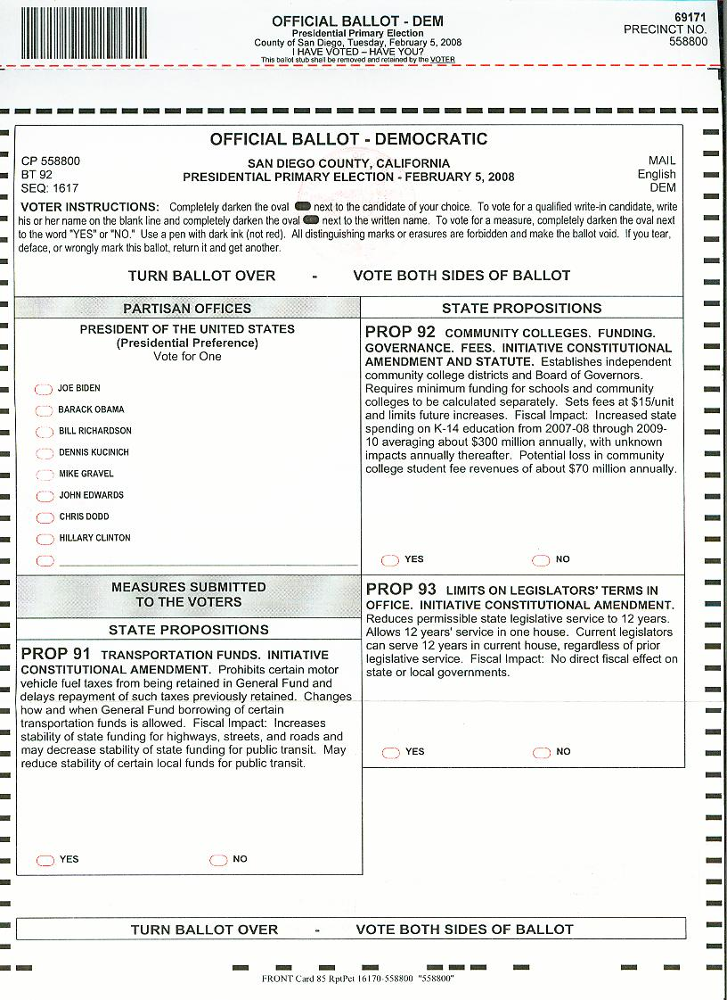 OFFICIAL BALLOT - DEM
Presidential Primary Election
County of San Diego, Tuesday, February 5, 2008
I HAVE VOTED – HAVE YOU?
This ballot stub shall be removed and retained by the VOTER
69171
PRECINCT NO.
558800
OFFICIAL BALLOT - DEMOCRATIC
CP 558800
BT 92
SEQ: 1617
SAN DIEGO COUNTY, CALIFORNIA
PRESIDENTIAL PRIMARY ELECTION - FEBRUARY 5, 2008
MAIL
English
DEM
VOTER INSTRUCTIONS: Completely darken the oval next to the candidate of your choice. To vote for a qualified write-in candidate, write
his or her name on the blank line and completely darken the oval next to the written name. To vote for a measure, completely darken the oval next
to the word "YES" or "NO." Use a pen with dark ink (not red). All distinguishing marks or erasures are forbidden and make the ballot void. If you tear,
deface, or wrongly mark this ballot, return it and get another.
TURN BALLOT OVER - VOTE BOTH SIDES OF BALLOT
PARTISAN OFFICES
PRESIDENT OF THE UNITED STATES
(Presidential Preference)
Vote for One
JOE BIDEN
BARACK OBAMA
BILL RICHARDSON
DENNIS KUCINICH
MIKE GRAVEL
JOHN EDWARDS
CHRIS DODD
HILLARY CLINTON
MEASURES SUBMITTED
TO THE VOTERS
STATE PROPOSITIONS
PROP 91 TRANSPORTATION FUNDS. INITIATIVE
CONSTITUTIONAL AMENDMENT. Prohibits certain motor
vehicle fuel taxes from being retained in General Fund and
delays repayment of such taxes previously retained. Changes
how and when General Fund borrowing of certain
transportation funds is allowed. Fiscal Impact: Increases
stability of state funding for highways, streets, and roads and
may decrease stability of state funding for public transit. May
reduce stability of certain local funds for public transit.
YES NO
STATE PROPOSITIONS
PROP 92 COMMUNITY COLLEGES. FUNDING.
GOVERNANCE. FEES. INITIATIVE CONSTITUTIONAL
AMENDMENT AND STATUTE. Establishes independent
community college districts and Board of Governors.
Requires minimum funding for schools and community
colleges to be calculated separately. Sets fees at $15/unit
and limits future increases. Fiscal Impact: Increased state
spending on K-14 education from 2007-08 through 2009-
10 averaging about $300 million annually, with unknown
impacts annually thereafter. Potential loss in community
college student fee revenues of about $70 million annually.
YES NO
PROP 93 LIMITS ON LEGISLATORS' TERMS IN
OFFICE. INITIATIVE CONSTITUTIONAL AMENDMENT.
Reduces permissible state legislative service to 12 years.
Allows 12 years' service in one house. Current legislators
can serve 12 years in current house, regardless of prior
legislative service. Fiscal Impact: No direct fiscal effect on
state or local governments.
YES NO
TURN BALLOT OVER - VOTE BOTH SIDES OF BALLOT
FRONT Card 85 RptPct 16170-558800 "558800"